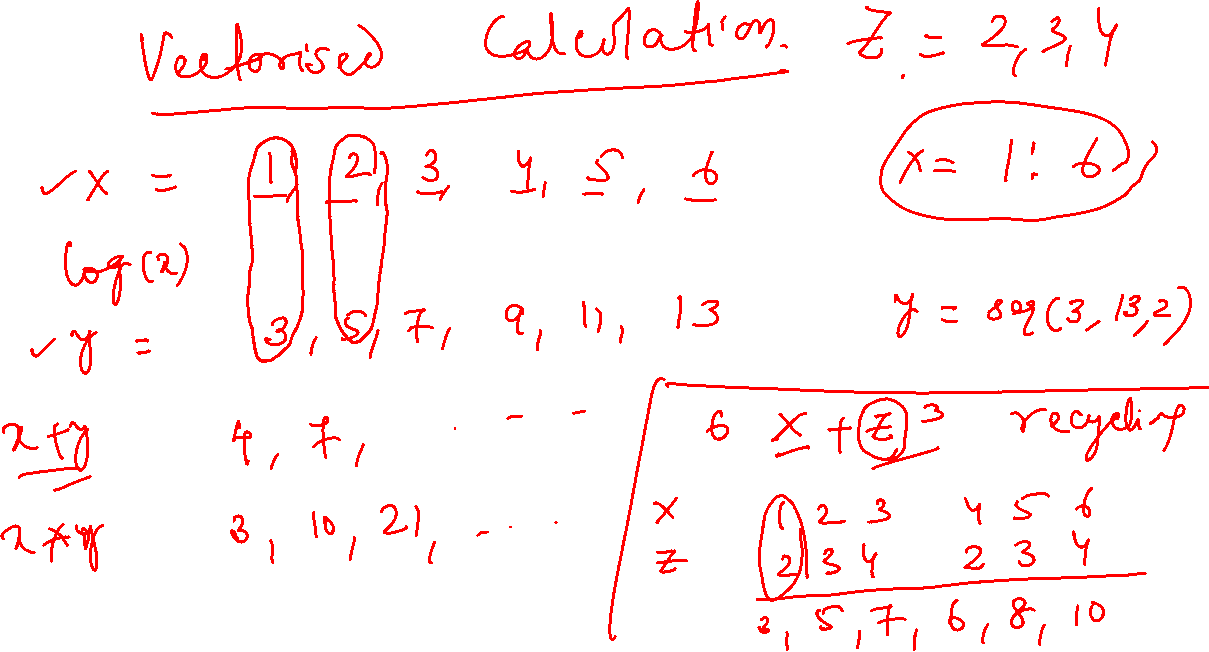 Vectorised Calculation. Z = 2, 3, 4
✓ x = 1, 2, 3, 4, 5, 6
x = 1 : 6
log(x)
✓ y = 3, 5, 7, 9, 11, 13
y = seq(3, 13, 2)
x + y 4, 7, . - -
x * y 3, 10, 21, - . . .
6 x + z 3 recycling
x 1 2 3 4 5 6
z 2 3 4 2 3 4
3, 5, 7, 6, 8, 10